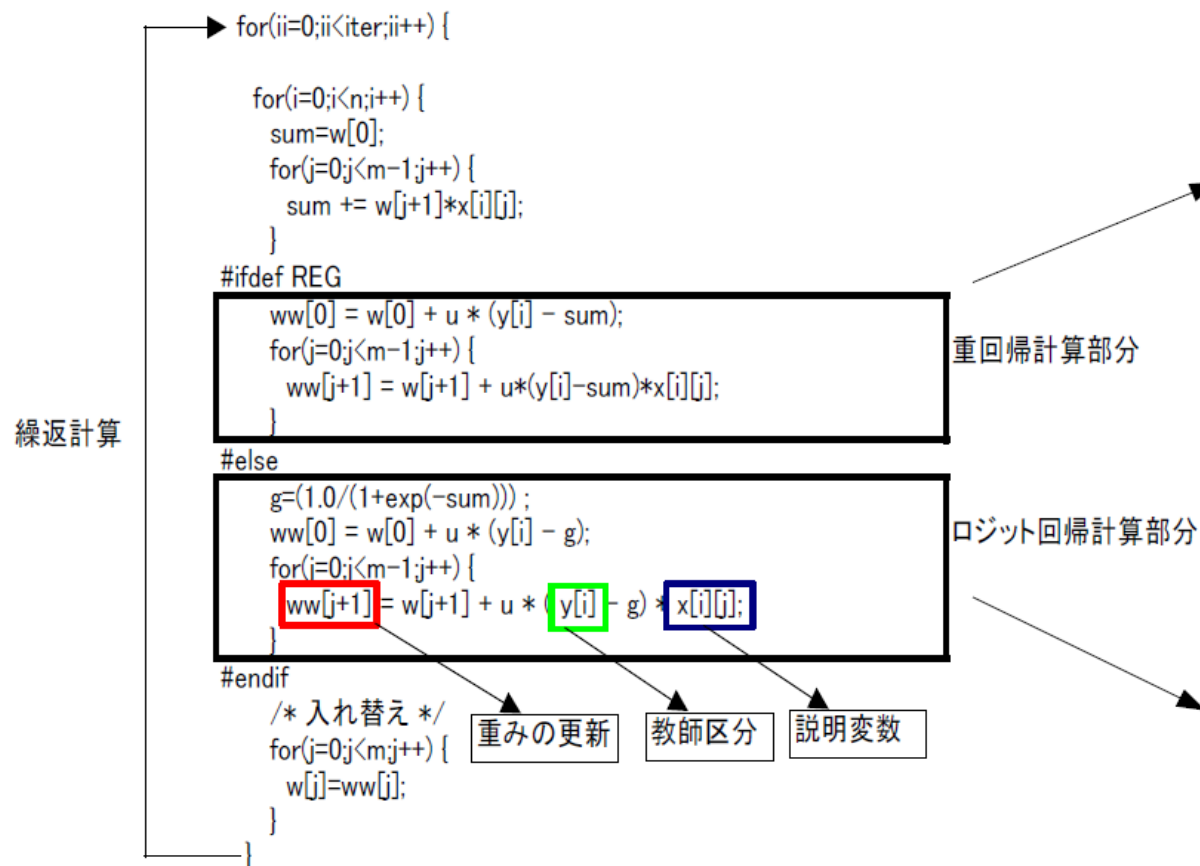 for(ii=0;ii<iter;ii++) {
for(i=0;i<n;i++) {
sum=w[0];
for(j=0;j<m-1;j++) {
sum += w[j+1]*x[i][j];
}
#ifdef REG
ww[0] = w[0] + u * (y[i] - sum);
for(j=0;j<m-1;j++) {
ww[j+1] = w[j+1] + u*(y[i]-sum)*x[i][j];
}
重回帰計算部分
繰返計算
#else
g=(1.0/(1+exp(-sum))) ;
ww[0] = w[0] + u * (y[i] - g);
for(j=0;j<m-1;j++) {
ww[j+1] = w[j+1] + u * ( y[i] - g) * x[i][j];
}
ロジット回帰計算部分
#endif
/* 入れ替え */
重みの更新
教師区分
説明変数
for(j=0;j<m;j++) {
w[j]=ww[j];
}
}